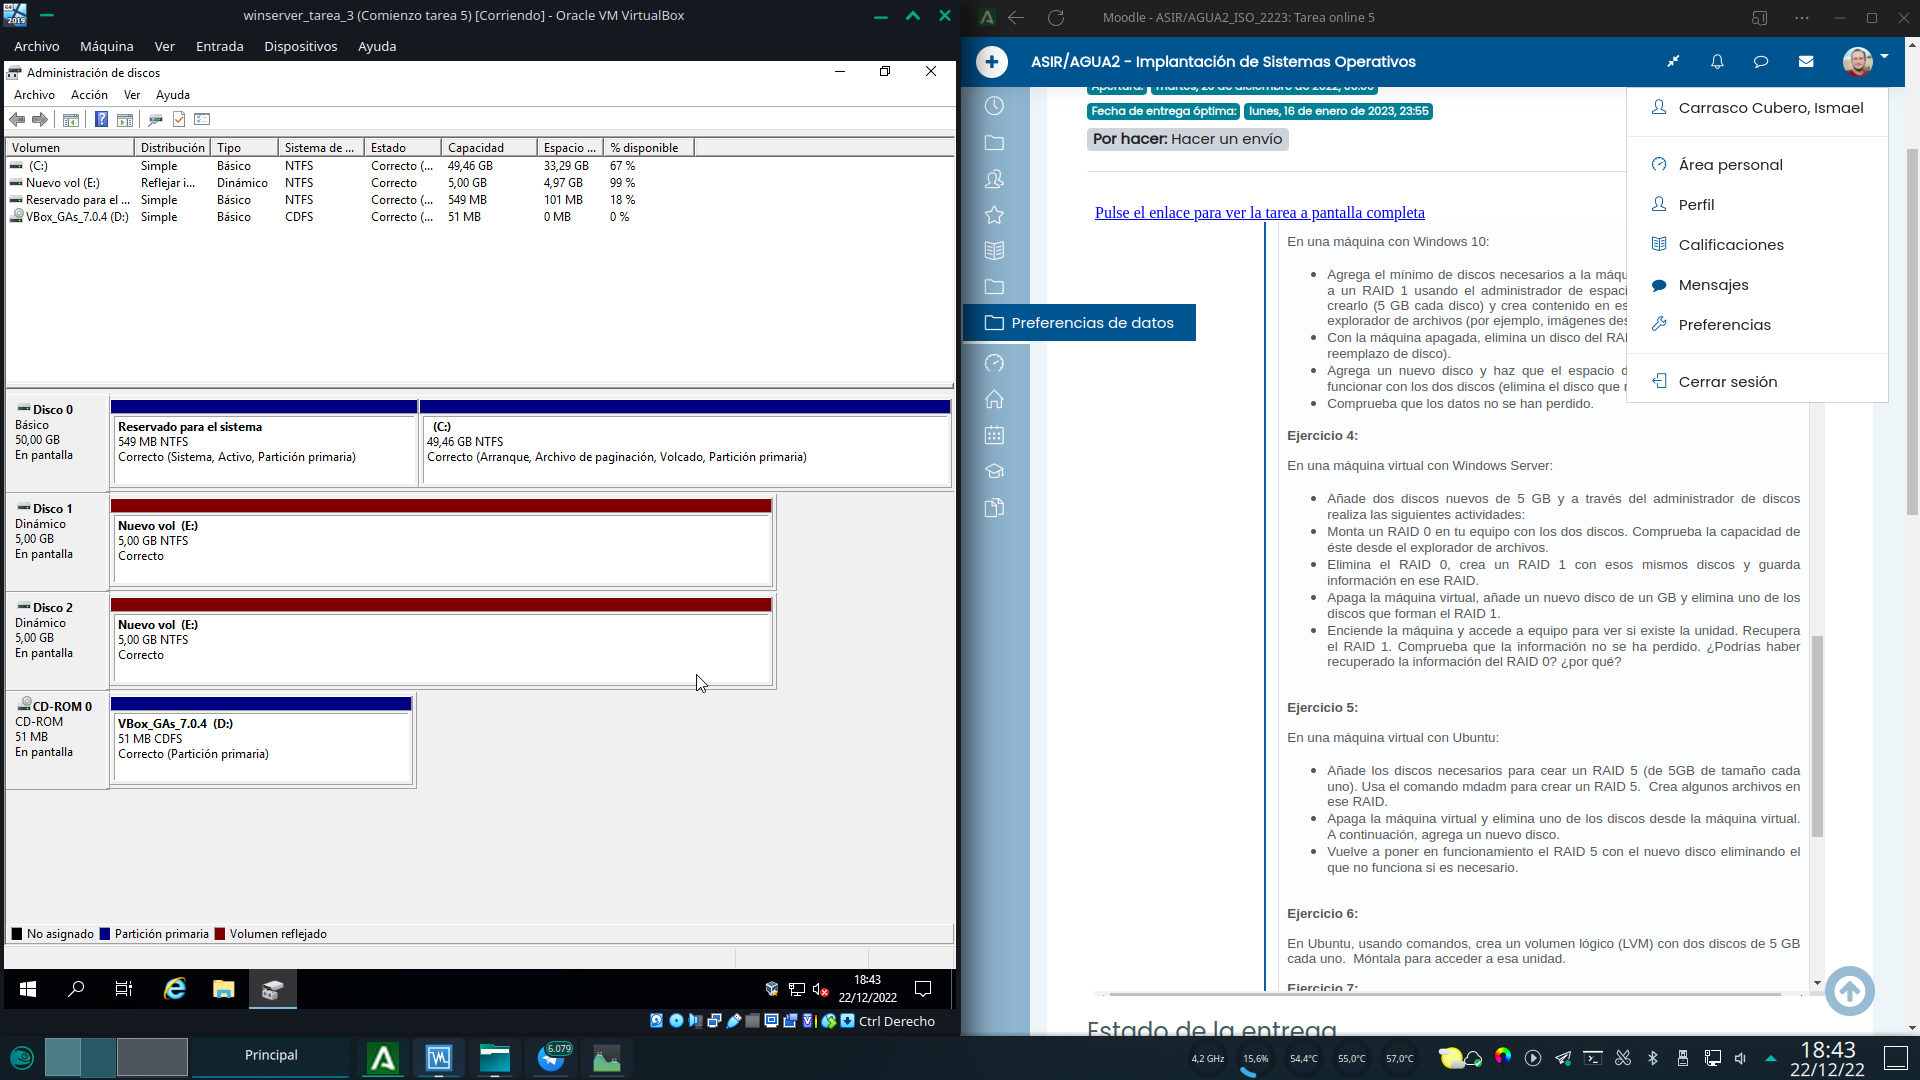 winserver_tarea_3 (Comienzo tarea 5) [Corriendo] - Oracle VM VirtualBox
Archivo Máquina Ver Entrada Dispositivos Ayuda
Administración de discos
Archivo Acción Ver Ayuda
Volumen Distribución Tipo Sistema de ... Estado Capacidad Espacio ... % disponible
(C:) Simple Básico NTFS Correcto (... 49,46 GB 33,29 GB 67 %
Nuevo vol (E:) Reflejar i... Dinámico NTFS Correcto 5,00 GB 4,97 GB 99 %
Reservado para el ... Simple Básico NTFS Correcto (... 549 MB 101 MB 18 %
VBox_GAs_7.0.4 (D:) Simple Básico CDFS Correcto (... 51 MB 0 MB 0 %
Disco 0
Básico
50,00 GB
En pantalla
Reservado para el sistema
549 MB NTFS
Correcto (Sistema, Activo, Partición primaria)
(C:)
49,46 GB NTFS
Correcto (Arranque, Archivo de paginación, Volcado, Partición primaria)
Disco 1
Dinámico
5,00 GB
En pantalla
Nuevo vol (E:)
5,00 GB NTFS
Correcto
Disco 2
Dinámico
5,00 GB
En pantalla
Nuevo vol (E:)
5,00 GB NTFS
Correcto
CD-ROM 0
CD-ROM
51 MB
En pantalla
VBox_GAs_7.0.4 (D:)
51 MB CDFS
Correcto (Partición primaria)
No asignado Partición primaria Volumen reflejado
18:43
22/12/2022
Ctrl Derecho
Moodle - ASIR/AGUA2_ISO_2223: Tarea online 5
ASIR/AGUA2 - Implantación de Sistemas Operativos
Apertura: martes, 20 de diciembre de 2022, 00:00
Fecha de entrega óptima: lunes, 16 de enero de 2023, 23:55
Por hacer: Hacer un envío
Pulse el enlace para ver la tarea a pantalla completa
Preferencias de datos
Carrasco Cubero, Ismael
Área personal
Perfil
Calificaciones
Mensajes
Preferencias
Cerrar sesión
En una máquina con Windows 10:
Agrega el mínimo de discos necesarios a la máqu
a un RAID 1 usando el administrador de espaci
crearlo (5 GB cada disco) y crea contenido en es
explorador de archivos (por ejemplo, imágenes des
Con la máquina apagada, elimina un disco del RAI
reemplazo de disco).
Agrega un nuevo disco y haz que el espacio d
funcionar con los dos discos (elimina el disco que
Comprueba que los datos no se han perdido.
Ejercicio 4:
En una máquina virtual con Windows Server:
Añade dos discos nuevos de 5 GB y a través del administrador de discos
realiza las siguientes actividades:
Monta un RAID 0 en tu equipo con los dos discos. Comprueba la capacidad de
éste desde el explorador de archivos.
Elimina el RAID 0, crea un RAID 1 con esos mismos discos y guarda
información en ese RAID.
Apaga la máquina virtual, añade un nuevo disco de un GB y elimina uno de los
discos que forman el RAID 1.
Enciende la máquina y accede a equipo para ver si existe la unidad. Recupera
el RAID 1. Comprueba que la información no se ha perdido. ¿Podrías haber
recuperado la información del RAID 0? ¿por qué?
Ejercicio 5:
En una máquina virtual con Ubuntu:
Añade los discos necesarios para cear un RAID 5 (de 5GB de tamaño cada
uno). Usa el comando mdadm para crear un RAID 5. Crea algunos archivos en
ese RAID.
Apaga la máquina virtual y elimina uno de los discos desde la máquina virtual.
A continuación, agrega un nuevo disco.
Vuelve a poner en funcionamiento el RAID 5 con el nuevo disco eliminando el
que no funciona si es necesario.
Ejercicio 6:
En Ubuntu, usando comandos, crea un volumen lógico (LVM) con dos discos de 5 GB
cada uno. Móntala para acceder a esa unidad.
Ejercicio 7:
Estado de la entrega
Principal
6.079
4,2 GHz 15,6% 54,4°C 55,0°C 57,0°C
18:43
22/12/22